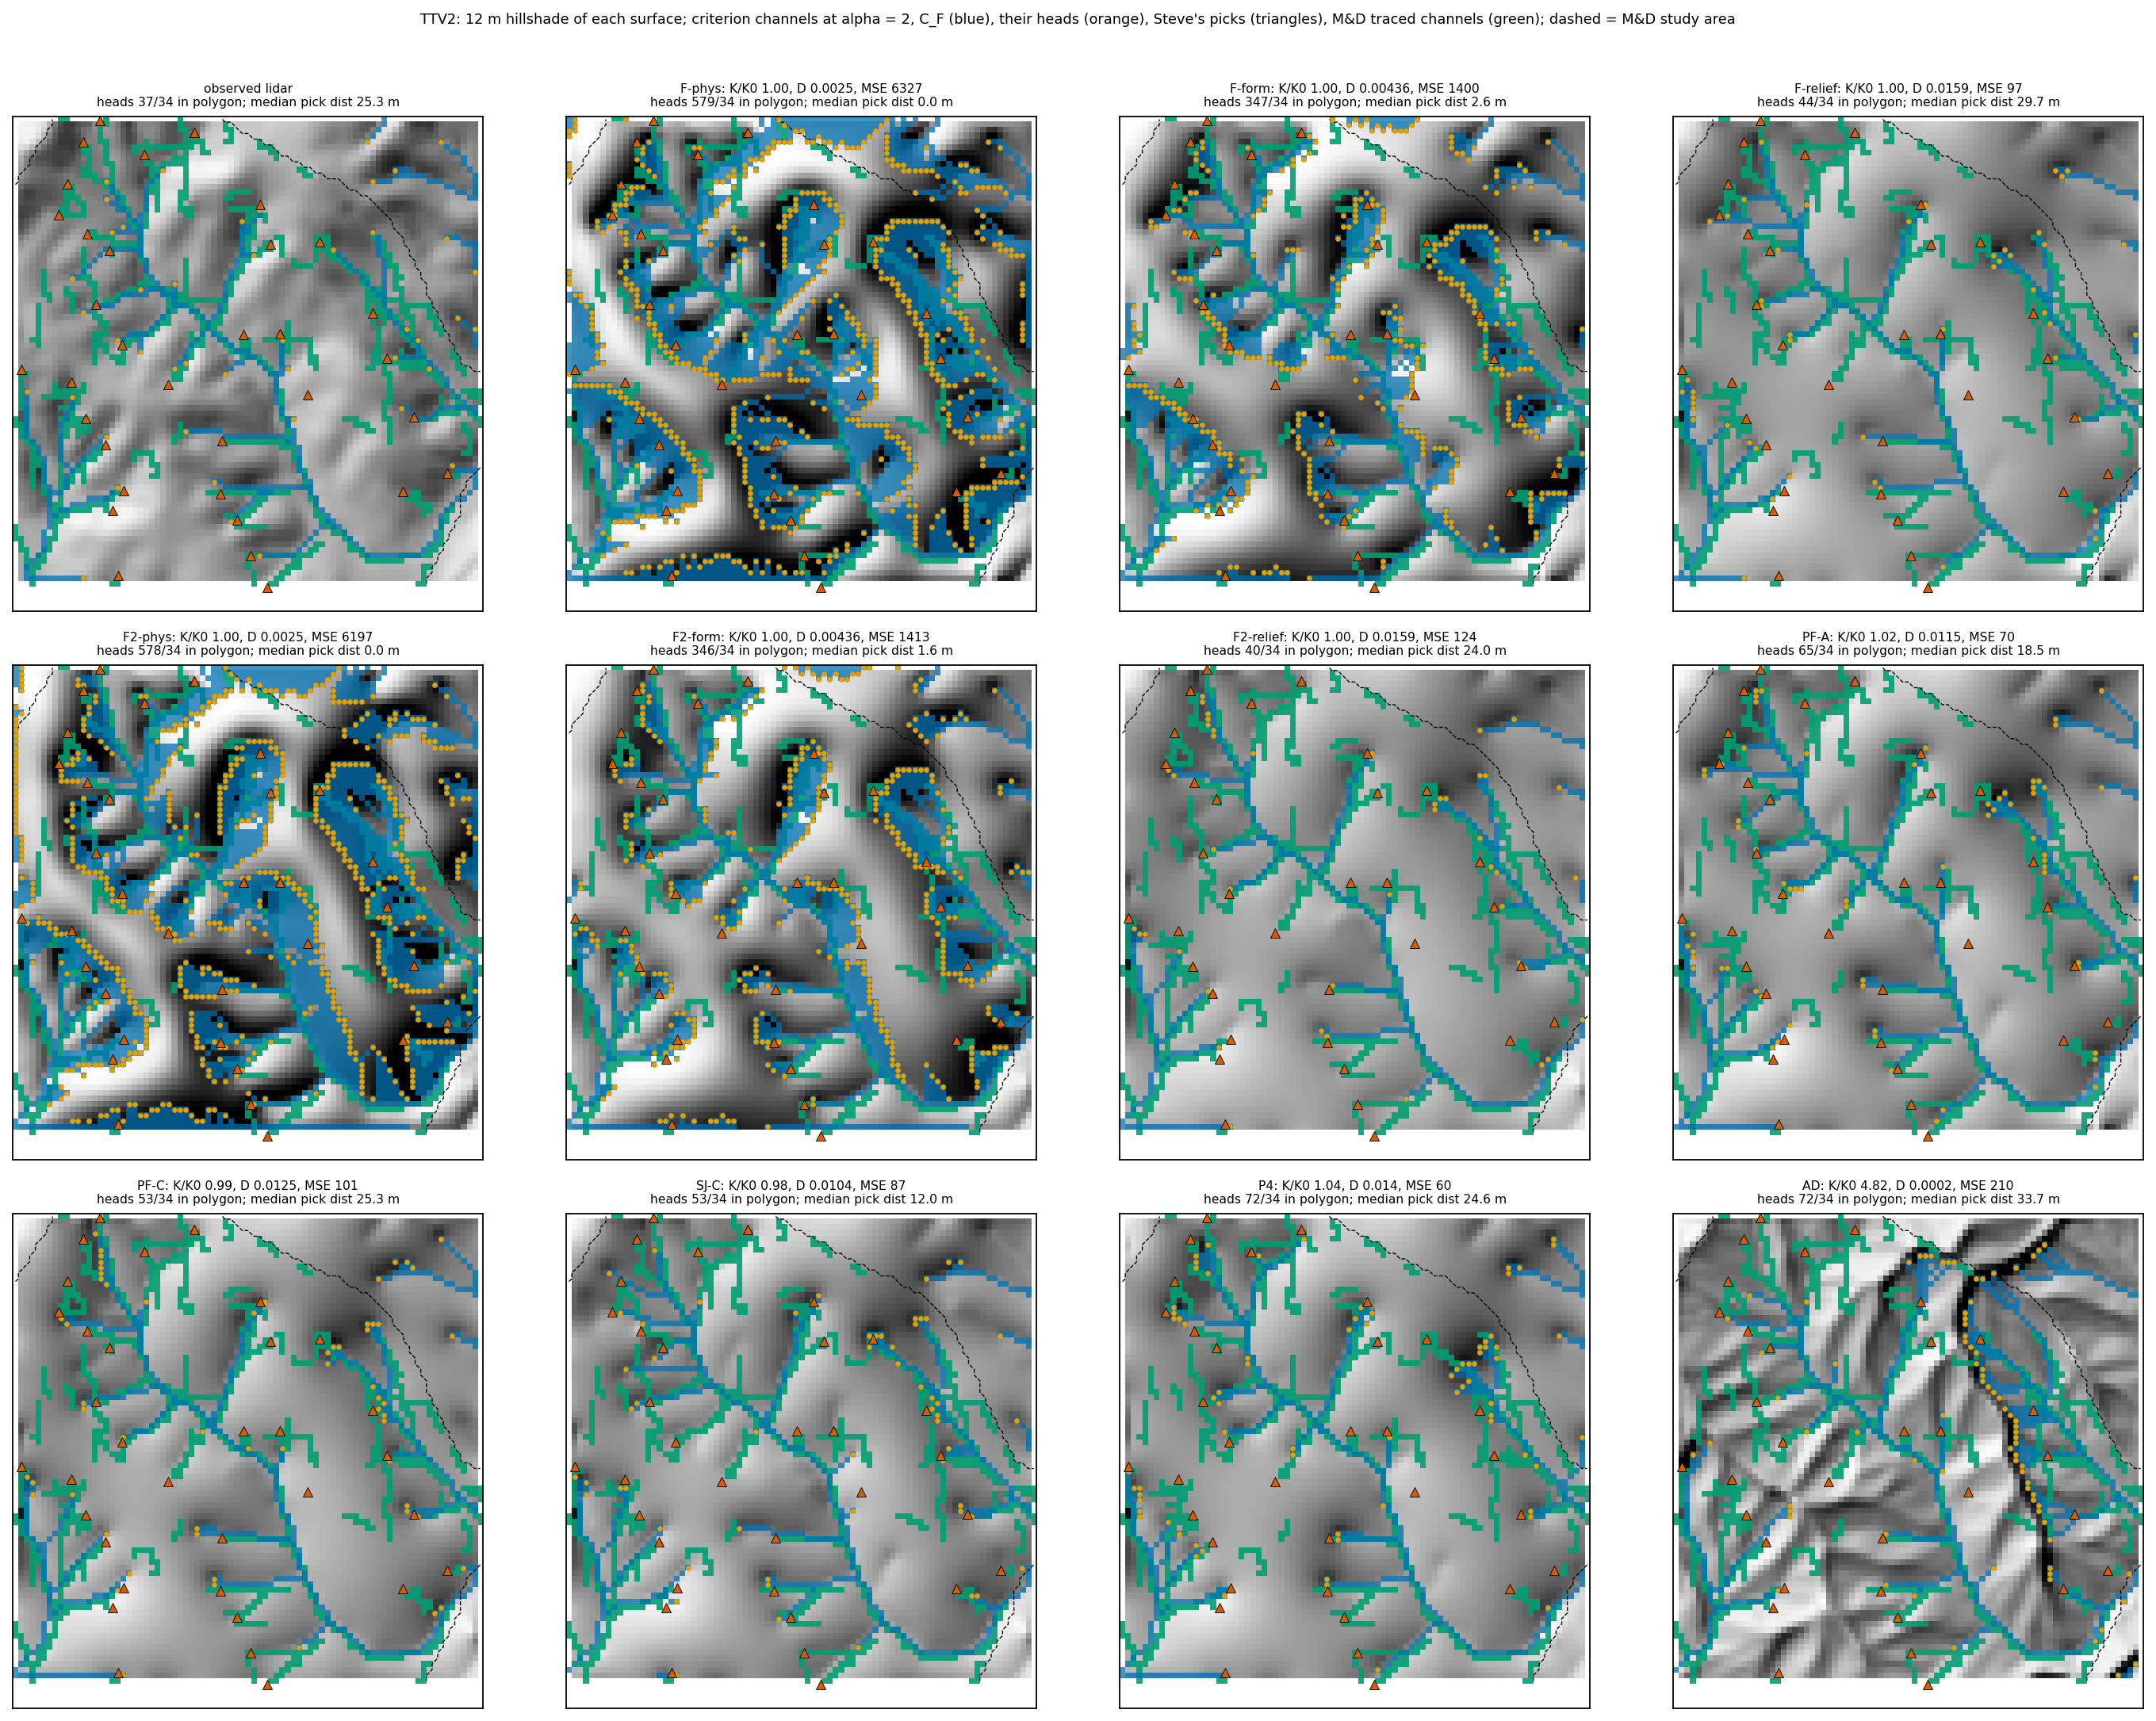 TTV2: 12 m hillshade of each surface; criterion channels at alpha = 2, C_F (blue), their heads (orange), Steve's picks (triangles), M&D traced channels (green); dashed = M&D study area
observed lidar
heads 37/34 in polygon; median pick dist 25.3 m
F-phys: K/K0 1.00, D 0.0025, MSE 6327
heads 579/34 in polygon; median pick dist 0.0 m
F-form: K/K0 1.00, D 0.00436, MSE 1400
heads 347/34 in polygon; median pick dist 2.6 m
F-relief: K/K0 1.00, D 0.0159, MSE 97
heads 44/34 in polygon; median pick dist 29.7 m
F2-phys: K/K0 1.00, D 0.0025, MSE 6197
heads 578/34 in polygon; median pick dist 0.0 m
F2-form: K/K0 1.00, D 0.00436, MSE 1413
heads 346/34 in polygon; median pick dist 1.6 m
F2-relief: K/K0 1.00, D 0.0159, MSE 124
heads 40/34 in polygon; median pick dist 24.0 m
PF-A: K/K0 1.02, D 0.0115, MSE 70
heads 65/34 in polygon; median pick dist 18.5 m
PF-C: K/K0 0.99, D 0.0125, MSE 101
heads 53/34 in polygon; median pick dist 25.3 m
SJ-C: K/K0 0.98, D 0.0104, MSE 87
heads 53/34 in polygon; median pick dist 12.0 m
P4: K/K0 1.04, D 0.014, MSE 60
heads 72/34 in polygon; median pick dist 24.6 m
AD: K/K0 4.82, D 0.0002, MSE 210
heads 72/34 in polygon; median pick dist 33.7 m